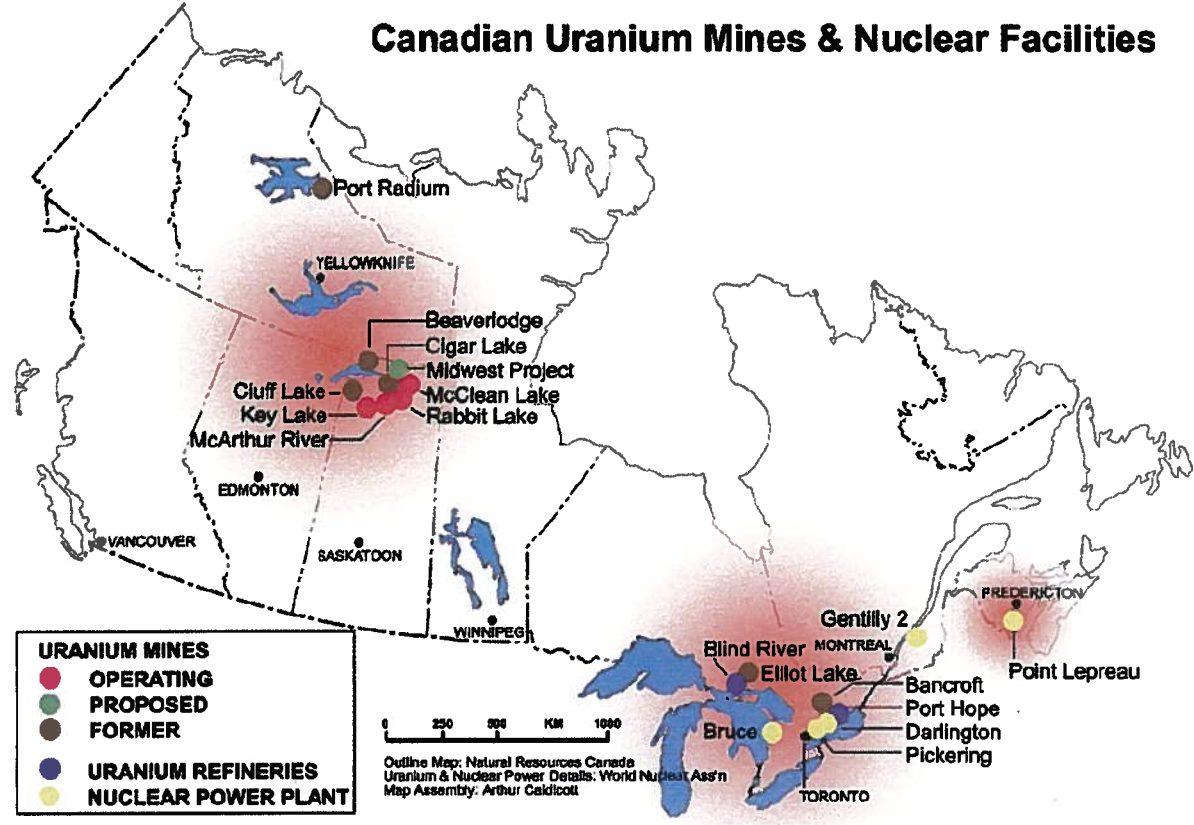 Canadian Uranium Mines & Nuclear Facilities
Port Radium
YELLOWKNIFE
Beaverlodge
Cigar Lake
Midwest Project
Cluff Lake
McClean Lake
Key Lake
Rabbit Lake
McArthur River
EDMONTON
VANCOUVER
SASKATOON
WINNIPEG
FREDERICTON
Gentilly 2
MONTREAL
Blind River
Elliot Lake
Point Lepreau
Bancroft
Port Hope
Bruce
Darlington
Pickering
TORONTO
URANIUM MINES
OPERATING
PROPOSED
FORMER
URANIUM REFINERIES
NUCLEAR POWER PLANT
0 250 500 KM 1000
Outline Map: Natural Resources Canada
Uranium & Nuclear Power Details: World Nuclear Ass'n
Map Assembly: Arthur Caldicott